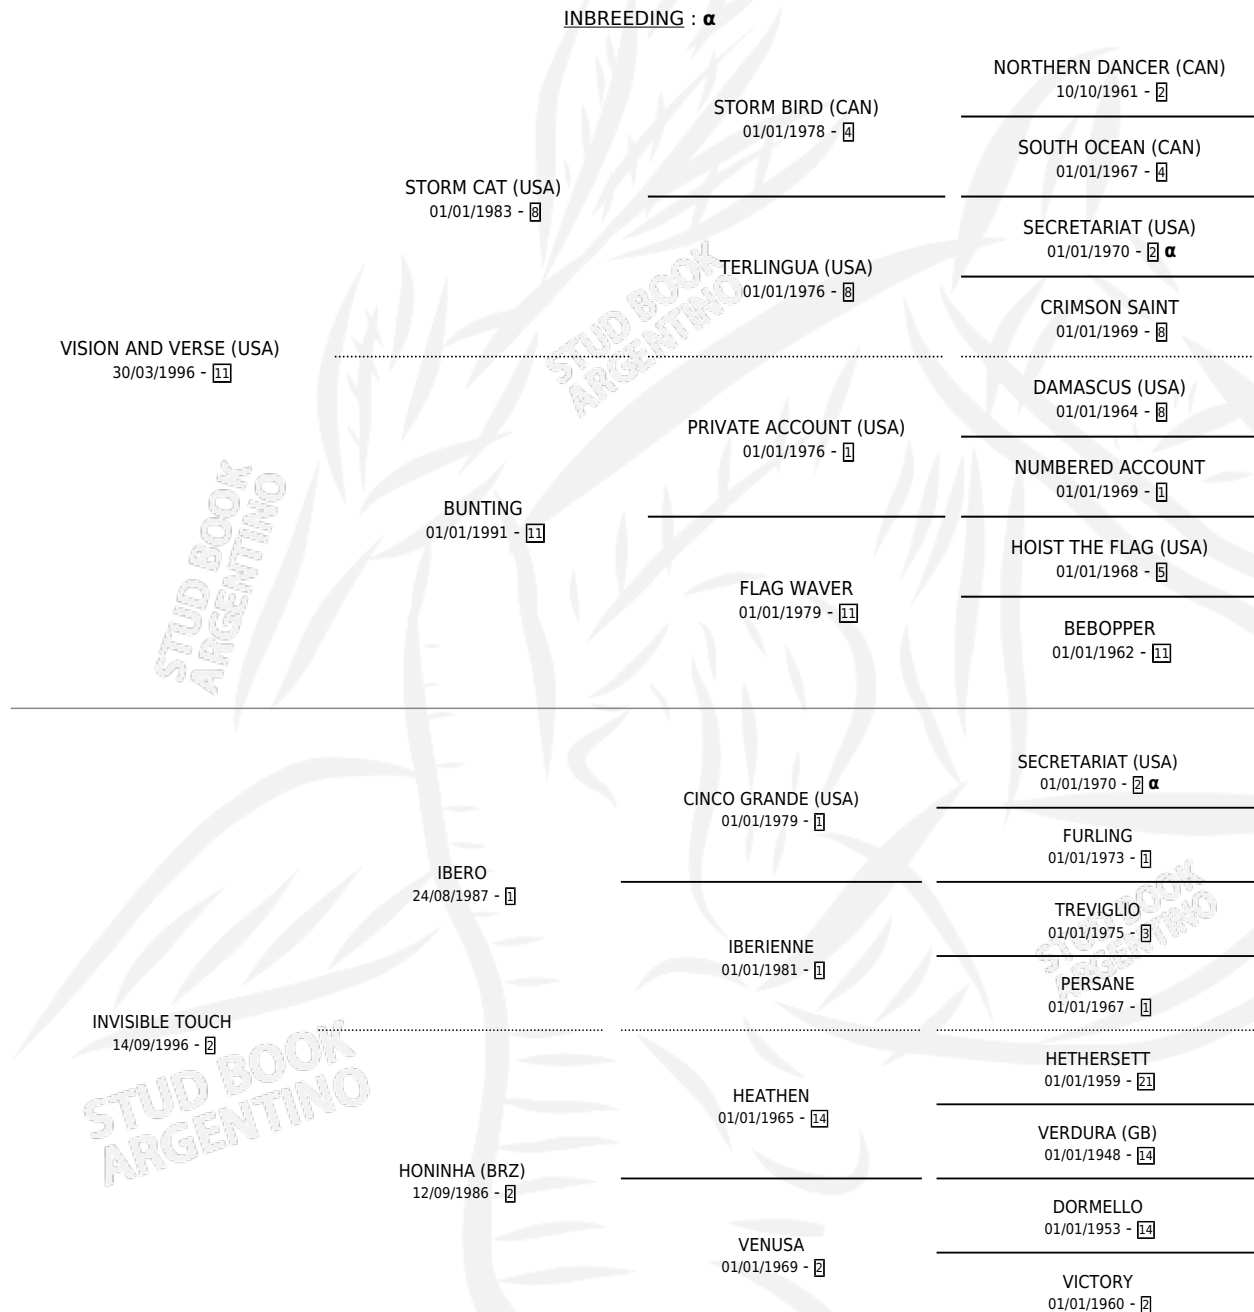 INBREEDING : α
NORTHERN DANCER (CAN)
10/10/1961 - 2
STORM BIRD (CAN)
01/01/1978 - 4
SOUTH OCEAN (CAN)
01/01/1967 - 4
STORM CAT (USA)
01/01/1983 - 8
SECRETARIAT (USA)
01/01/1970 - 2 α
TERLINGUA (USA)
01/01/1976 - 8
CRIMSON SAINT
01/01/1969 - 8
VISION AND VERSE (USA)
30/03/1996 - 11
DAMASCUS (USA)
01/01/1964 - 8
PRIVATE ACCOUNT (USA)
01/01/1976 - 1
NUMBERED ACCOUNT
01/01/1969 - 1
BUNTING
01/01/1991 - 11
HOIST THE FLAG (USA)
01/01/1968 - 5
FLAG WAVER
01/01/1979 - 11
BEBOPPER
01/01/1962 - 11
SECRETARIAT (USA)
01/01/1970 - 2 α
CINCO GRANDE (USA)
01/01/1979 - 1
FURLING
01/01/1973 - 1
IBERO
24/08/1987 - 1
TREVIGLIO
01/01/1975 - 3
IBERIENNE
01/01/1981 - 1
PERSANE
01/01/1967 - 1
INVISIBLE TOUCH
14/09/1996 - 2
HETHERSETT
01/01/1959 - 21
HEATHEN
01/01/1965 - 14
VERDURA (GB)
01/01/1948 - 14
HONINHA (BRZ)
12/09/1986 - 2
DORMELLO
01/01/1953 - 14
VENUSA
01/01/1969 - 2
VICTORY
01/01/1960 - 2
STUD BOOK
ARGENTINO
STUD BOOK
ARGENTINO
STUD BOOK
ARGENTINO
STUD BOOK
ARGENTINO